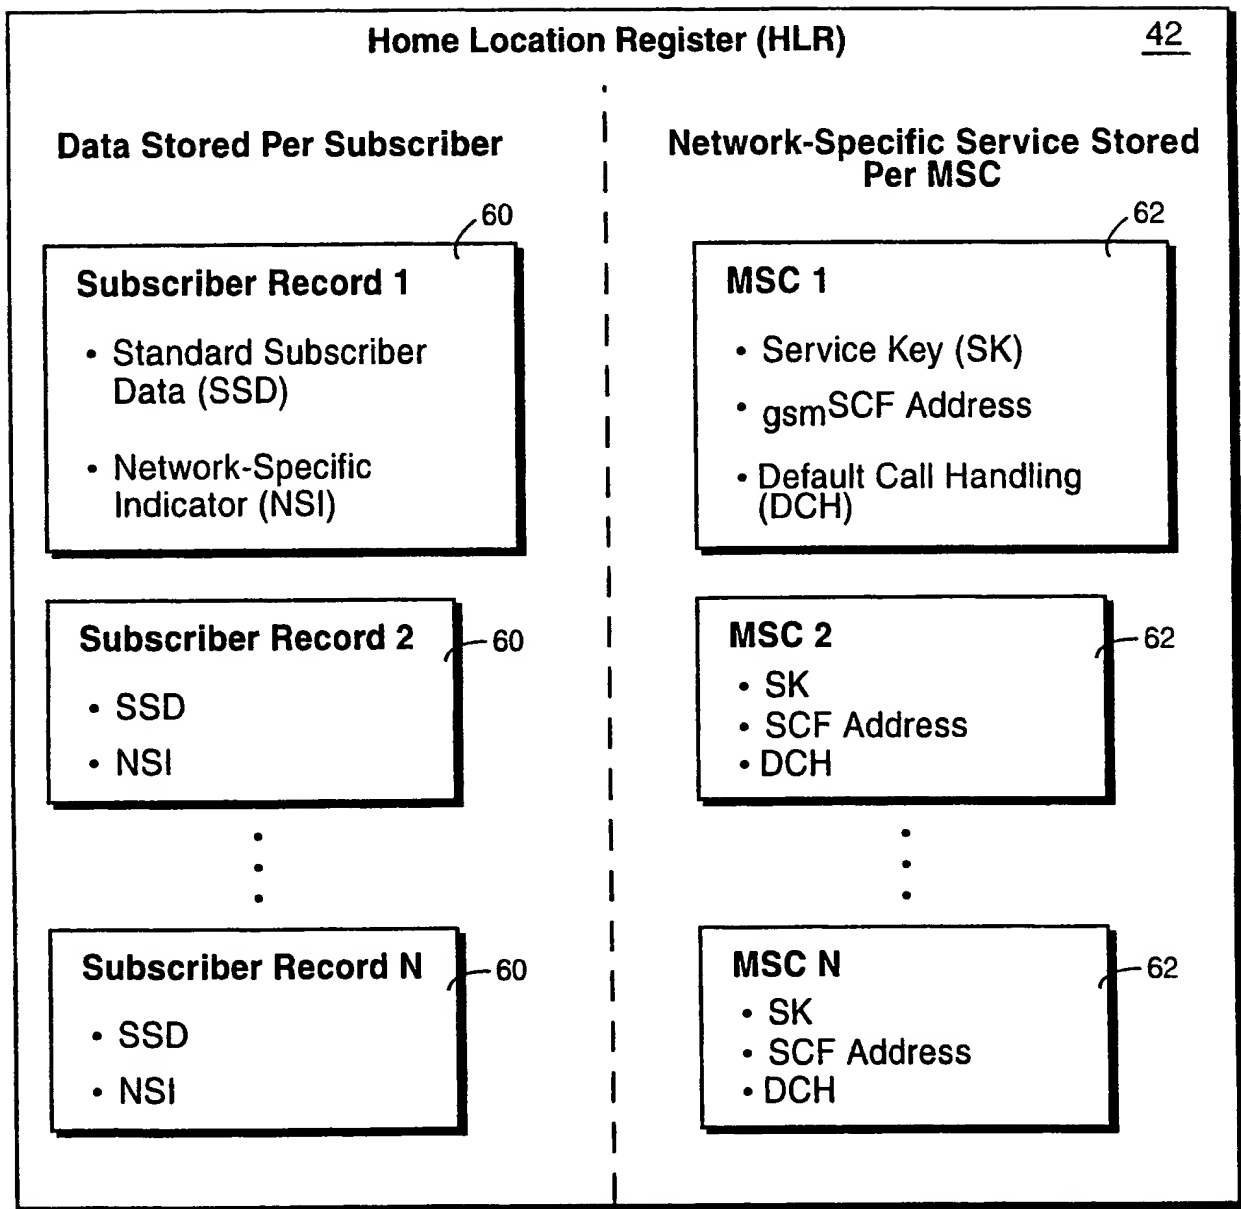 Home Location Register (HLR)
42
Data Stored Per Subscriber
60
Subscriber Record 1
• Standard Subscriber
Data (SSD)
• Network-Specific
Indicator (NSI)
Subscriber Record 2
60
• SSD
• NSI
Subscriber Record N
60
• SSD
• NSI
Network-Specific Service Stored
Per MSC
62
MSC 1
• Service Key (SK)
• gsmSCF Address
• Default Call Handling
(DCH)
MSC 2
62
• SK
• SCF Address
• DCH
MSC N
62
• SK
• SCF Address
• DCH